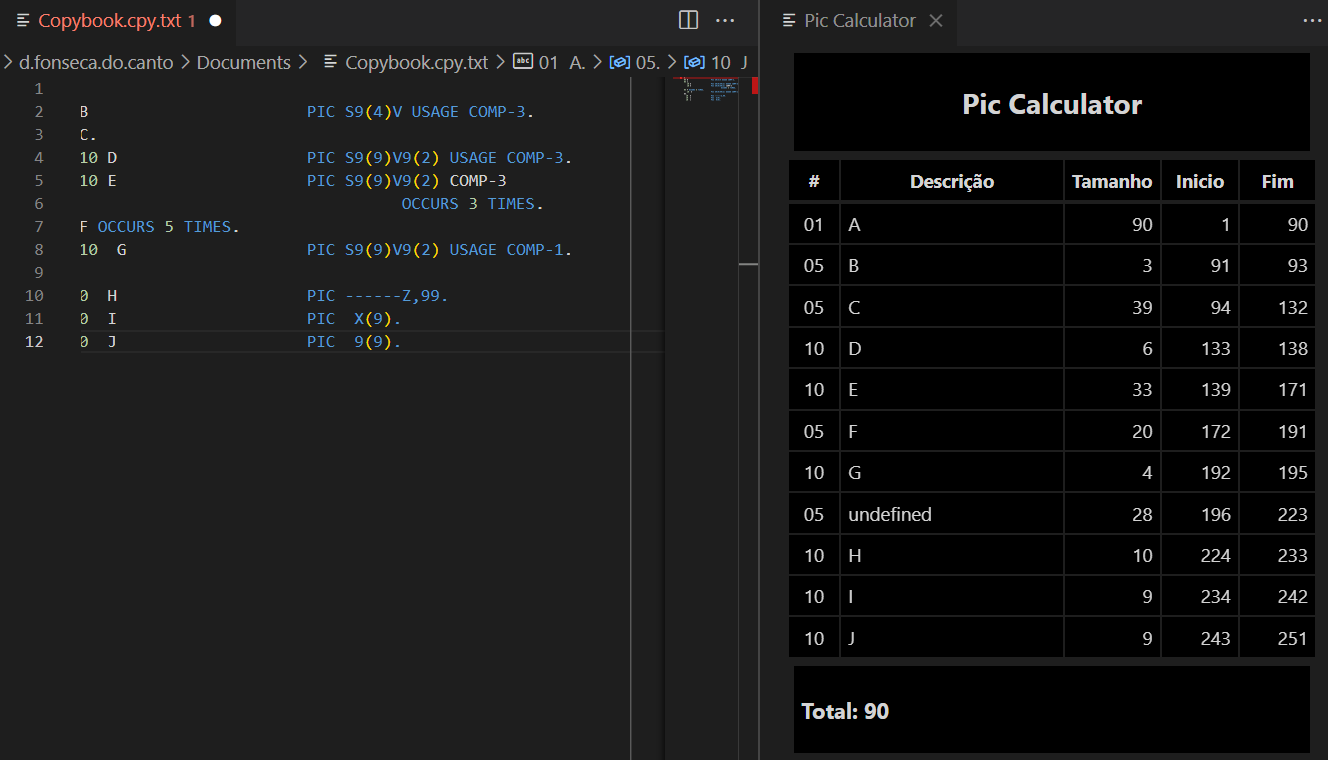 Copybook.cpy.txt 1
d.fonseca.do.canto > Documents > Copybook.cpy.txt > abc 01 A. > 05. > 10 J
1
2 B PIC S9(4)V USAGE COMP-3.
3 C.
4 10 D PIC S9(9)V9(2) USAGE COMP-3.
5 10 E PIC S9(9)V9(2) COMP-3
6 OCCURS 3 TIMES.
7 F OCCURS 5 TIMES.
8 10 G PIC S9(9)V9(2) USAGE COMP-1.
9
10 0 H PIC ------Z,99.
11 0 I PIC X(9).
12 0 J PIC 9(9).
Pic Calculator
Pic Calculator
# Descrição Tamanho Inicio Fim
01 A 90 1 90
05 B 3 91 93
05 C 39 94 132
10 D 6 133 138
10 E 33 139 171
05 F 20 172 191
10 G 4 192 195
05 undefined 28 196 223
10 H 10 224 233
10 I 9 234 242
10 J 9 243 251
Total: 90